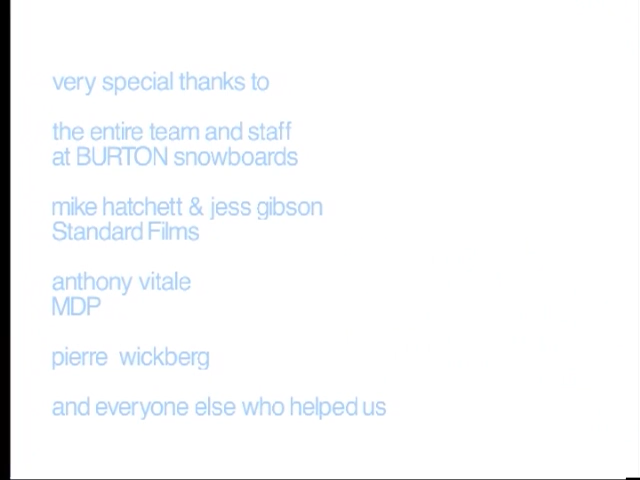 very special thanks to
the entire team and staff
at BURTON snowboards
mike hatchett & jess gibson
Standard Films
anthony vitale
MDP
pierre wickberg
and everyone else who helped us